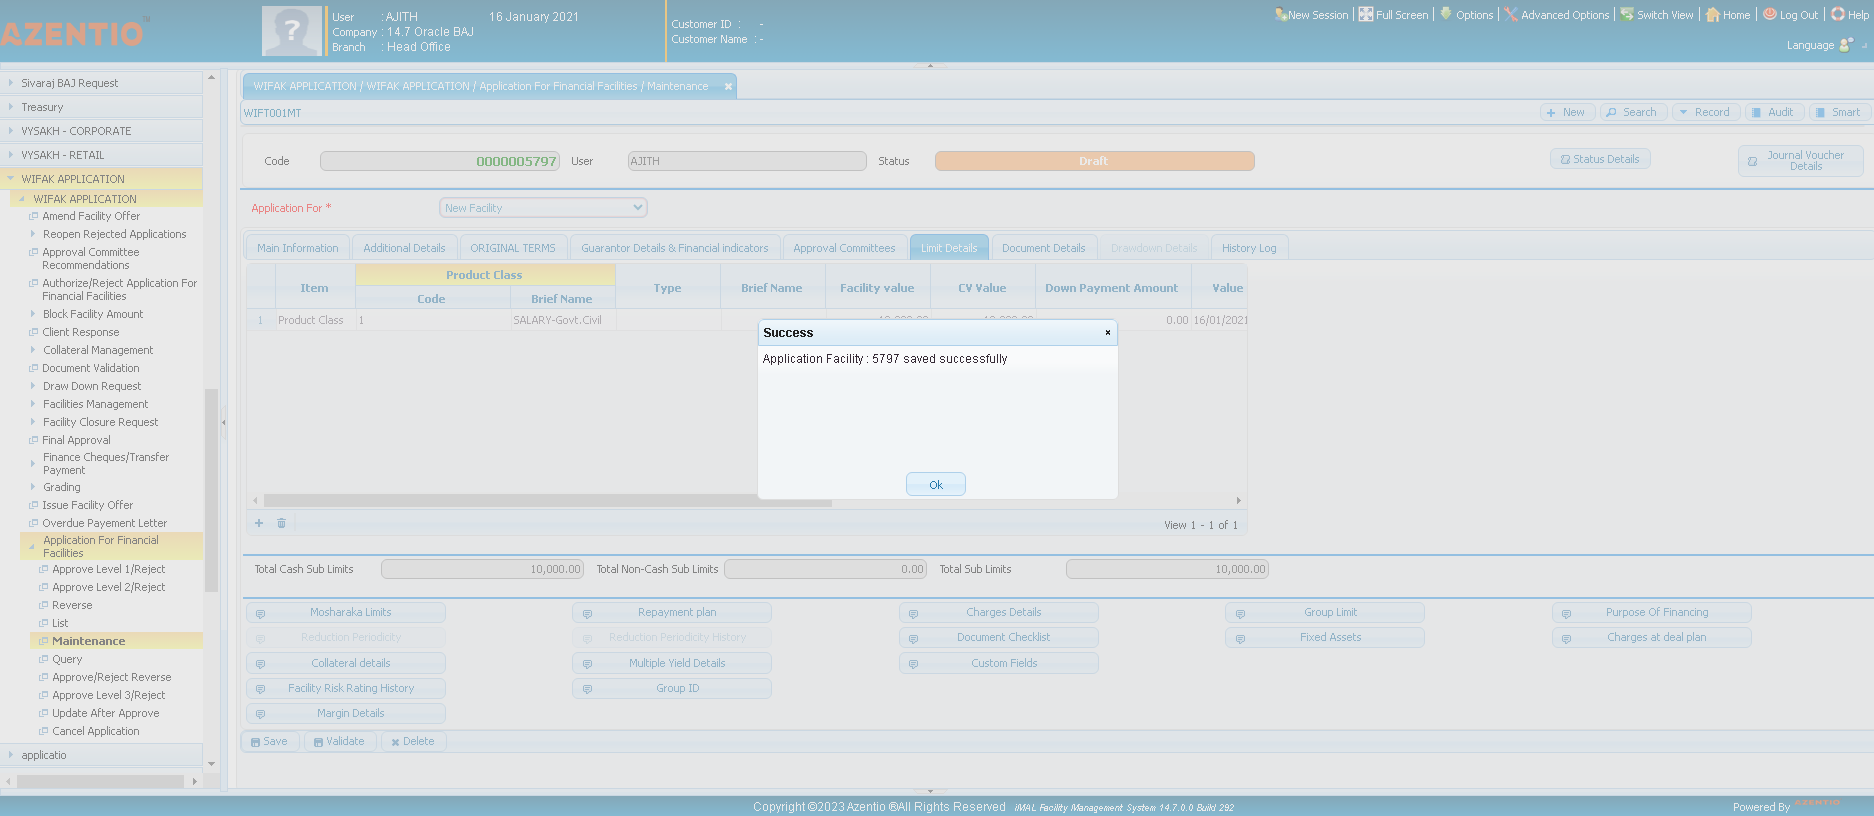 AZENTIO™
User : AJITH 16 January 2021
Company : 14.7 Oracle BAJ
Branch : Head Office
Customer ID : -
Customer Name : -
New Session Full Screen Options Advanced Options Switch View Home Log Out Help
Language
Sivaraj BAJ Request
Treasury
VYSAKH - CORPORATE
VYSAKH - RETAIL
WIFAK APPLICATION
WIFAK APPLICATION
Amend Facility Offer
Reopen Rejected Applications
Approval Committee
Recommendations
Authorize/Reject Application For
Financial Facilities
Block Facility Amount
Client Response
Collateral Management
Document Validation
Draw Down Request
Facilities Management
Facility Closure Request
Final Approval
Finance Cheques/Transfer
Payment
Grading
Issue Facility Offer
Overdue Payement Letter
Application For Financial
Facilities
Approve Level 1/Reject
Approve Level 2/Reject
Reverse
List
Maintenance
Query
Approve/Reject Reverse
Approve Level 3/Reject
Update After Approve
Cancel Application
applicatio
WIFAK APPLICATION / WIFAK APPLICATION / Application For Financial Facilities / Maintenance
WIFT001MT
New Search Record Audit Smart
Code 0000005797 User AJITH Status Draft Status Details Journal Voucher
Details
Application For * New Facility
Main Information Additional Details ORIGINAL TERMS Guarantor Details & Financial indicators Approval Committees Limit Details Document Details Drawdown Details History Log
Item Product Class Type Brief Name Facility value CV Value Down Payment Amount Value
Code Brief Name
1 Product Class 1 SALARY-Govt.Civil 10,000.00 10,000.00 0.00 16/01/2021
Success
Application Facility : 5797 saved successfully
Ok
View 1 - 1 of 1
Total Cash Sub Limits 10,000.00 Total Non-Cash Sub Limits 0.00 Total Sub Limits 10,000.00
Mosharaka Limits Repayment plan Charges Details Group Limit Purpose Of Financing
Reduction Periodicity Reduction Periodicity History Document Checklist Fixed Assets Charges at deal plan
Collateral details Multiple Yield Details Custom Fields
Facility Risk Rating History Group ID
Margin Details
Save Validate Delete
Copyright ©2023 Azentio ®All Rights Reserved iMAL Facility Management System 14.7.0.0 Build 292
Powered By AZENTIO